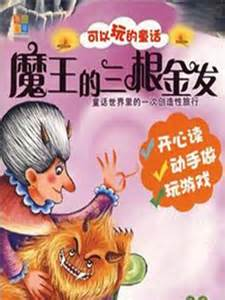 可以玩的童话
魔王的三根金发
童话世界里的一次创造性旅行
开心读
动手做
玩游戏